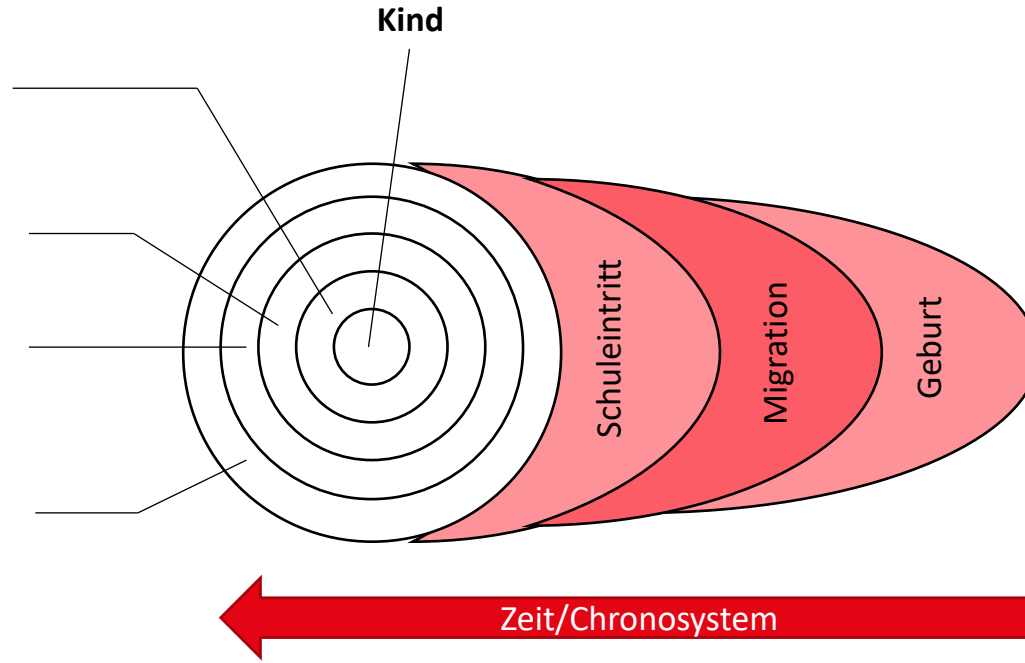 Kind
Schuleintritt
Migration
Geburt
Zeit/Chronosystem